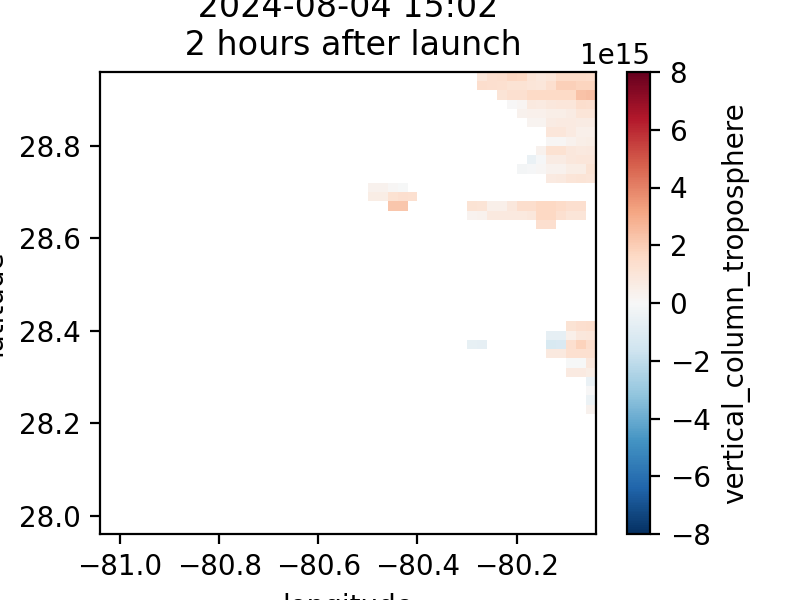 2024-08-04 15:02
2 hours after launch
1e15
8
6
4
2
0
−2
−4
−6
−8
vertical_column_troposphere
28.8
28.6
28.4
28.2
28.0
latitude
−81.0 −80.8 −80.6 −80.4 −80.2
longitude